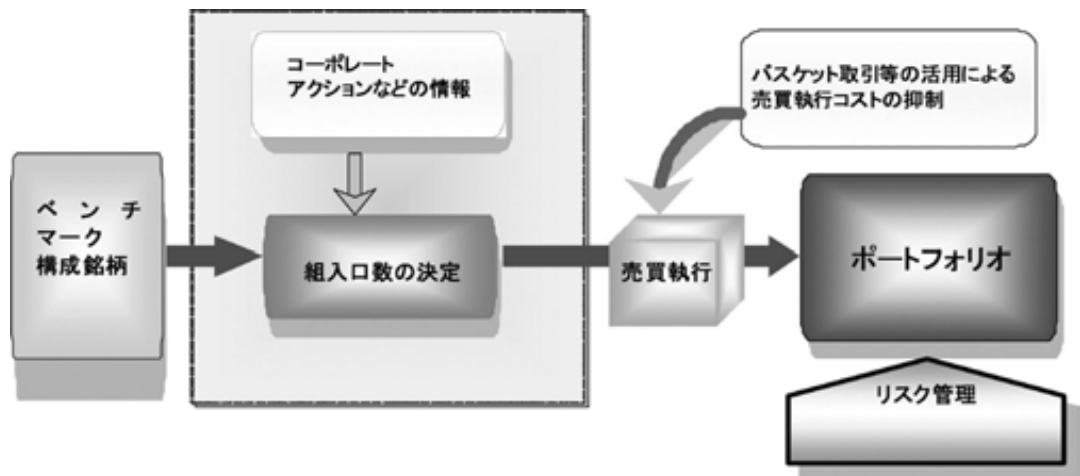 ベンチ
マーク
構成銘柄
コーポレート
アクションなどの情報
組入口数の決定
バスケット取引等の活用による
売買執行コストの抑制
売買執行
ポートフォリオ
リスク管理